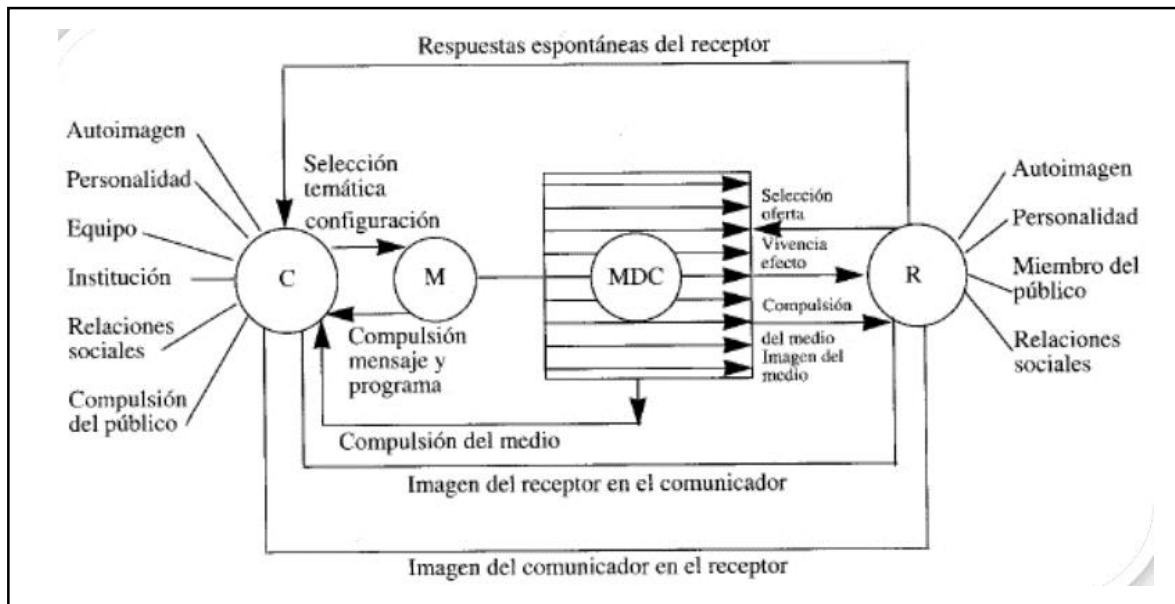 Respuestas espontáneas del receptor
Autoimagen
Personalidad
Equipo
Institución
Relaciones
sociales
Compulsión
del público
Selección
temática
configuración
C
M
Compulsión
mensaje y
programa
MDC
Selección
oferta
Vivencia
efecto
Compulsión
del medio
Imagen del
medio
R
Autoimagen
Personalidad
Miembro del
público
Relaciones
sociales
Compulsión del medio
Imagen del receptor en el comunicador
Imagen del comunicador en el receptor